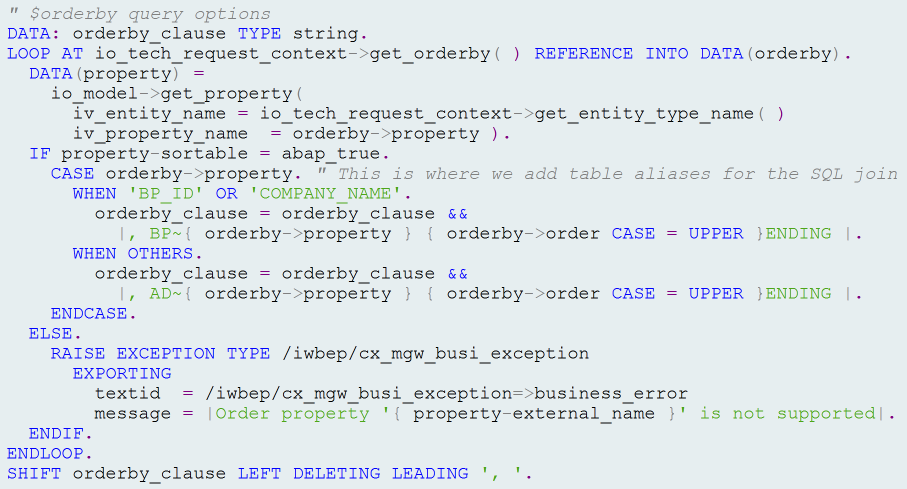 " $orderby query options
DATA: orderby_clause TYPE string.
LOOP AT io_tech_request_context->get_orderby( ) REFERENCE INTO DATA(orderby).
  DATA(property) =
    io_model->get_property(
      iv_entity_name = io_tech_request_context->get_entity_type_name( )
      iv_property_name  = orderby->property ).
  IF property-sortable = abap_true.
    CASE orderby->property. " This is where we add table aliases for the SQL join
      WHEN 'BP_ID' OR 'COMPANY_NAME'.
        orderby_clause = orderby_clause &&
          |, BP~{ orderby->property } { orderby->order CASE = UPPER }ENDING |.
      WHEN OTHERS.
        orderby_clause = orderby_clause &&
          |, AD~{ orderby->property } { orderby->order CASE = UPPER }ENDING |.
    ENDCASE.
  ELSE.
    RAISE EXCEPTION TYPE /iwbep/cx_mgw_busi_exception
      EXPORTING
        textid  = /iwbep/cx_mgw_busi_exception=>business_error
        message = |Order property '{ property-external_name }' is not supported|.
  ENDIF.
ENDLOOP.
SHIFT orderby_clause LEFT DELETING LEADING ', '.